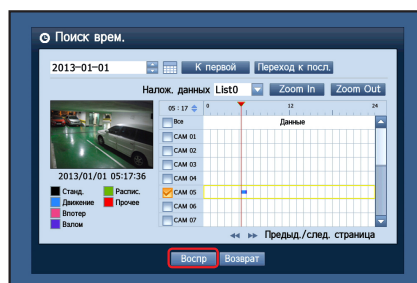 Поиск врем.
2013-01-01 К первой Переход к посл.
Налож. данных List0 Zoom In Zoom Out
05 : 17 0 12 24
Все Данные
CAM 01
CAM 02
CAM 03
CAM 04
CAM 05
CAM 06
CAM 07
2013/01/01 05:17:36
Станд. Распис.
Движение Прочее
Впотер
Взлом
Предыд./след. страница
Воспр Возврат